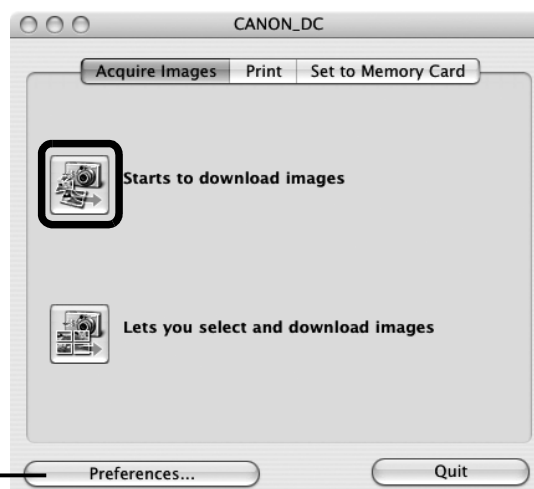 CANON_DC
Acquire Images Print Set to Memory Card
Starts to download images
Lets you select and download images
Preferences... Quit